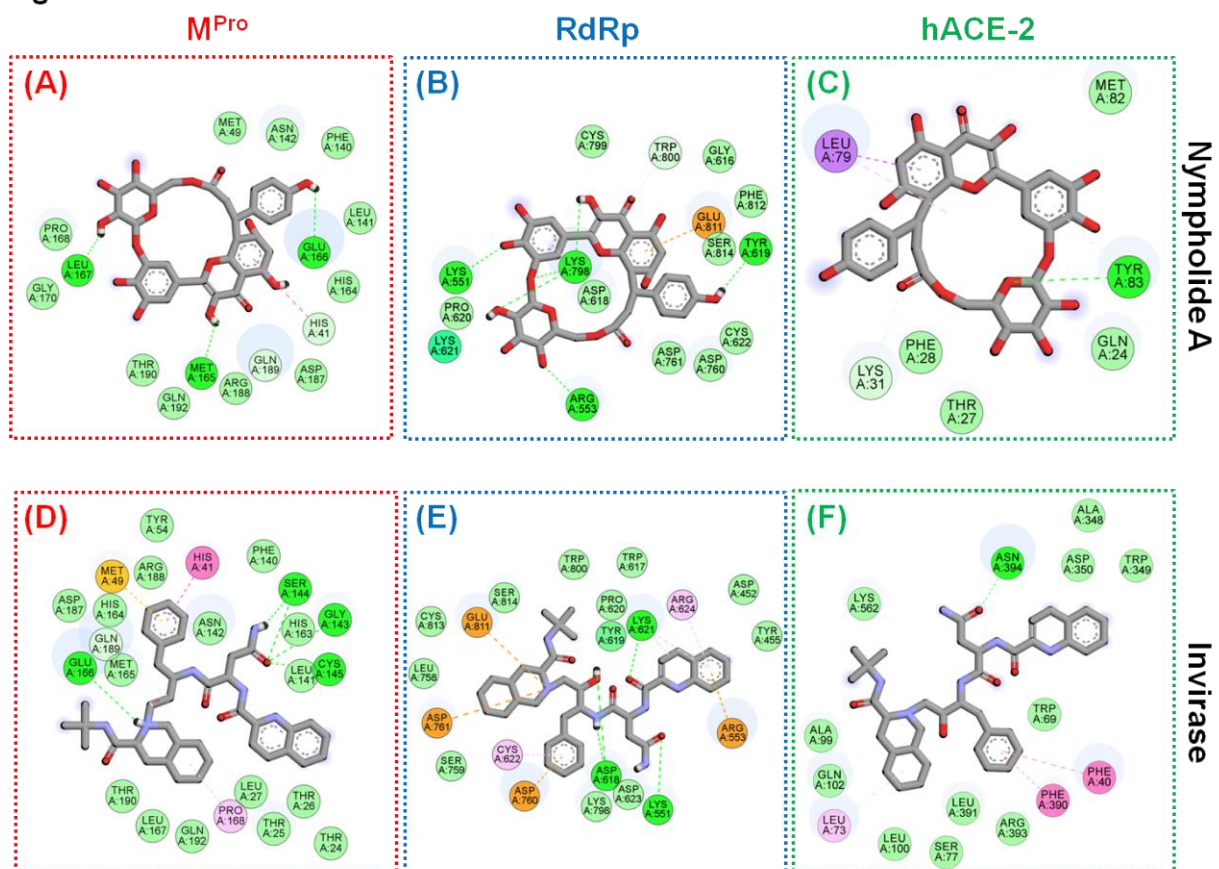 g
M^Pro RdRp hACE-2
(A)
MET
A:49
ASN
A:142
PHE
A:140
LEU
A:141
GLU
A:166
HIS
A:164
HIS
A:41
ASP
A:187
GLN
A:189
ARG
A:188
MET
A:165
GLN
A:192
THR
A:190
GLY
A:170
LEU
A:167
PRO
A:168
(B)
CYS
A:799
TRP
A:800
GLY
A:616
PHE
A:812
GLU
A:811
SER
A:814
TYR
A:619
LYS
A:551
LYS
A:798
ASP
A:618
PRO
A:620
LYS
A:621
CYS
A:622
ASP
A:761
ASP
A:760
ARG
A:553
(C)
MET
A:82
LEU
A:79
TYR
A:83
GLN
A:24
PHE
A:28
LYS
A:31
THR
A:27
Nympholide A
(D)
TYR
A:54
HIS
A:41
PHE
A:140
MET
A:49
ARG
A:188
SER
A:144
ASP
A:187
HIS
A:164
ASN
A:142
HIS
A:163
GLY
A:143
GLN
A:189
GLU
A:166
MET
A:165
LEU
A:141
CYS
A:145
THR
A:190
LEU
A:167
GLN
A:192
PRO
A:168
LEU
A:27
THR
A:25
THR
A:26
THR
A:24
(E)
TRP
A:800
TRP
A:617
SER
A:814
PRO
A:620
ARG
A:624
ASP
A:452
CYS
A:813
GLU
A:811
TYR
A:619
LYS
A:621
TYR
A:455
LEU
A:758
ASP
A:761
ARG
A:553
SER
A:759
CYS
A:622
ASP
A:760
ASP
A:618
LYS
A:798
ASP
A:623
LYS
A:551
(F)
ALA
A:348
ASN
A:394
ASP
A:350
TRP
A:349
LYS
A:562
TRP
A:69
ALA
A:99
GLN
A:102
LEU
A:73
LEU
A:100
SER
A:77
LEU
A:391
ARG
A:393
PHE
A:390
PHE
A:40
Invirase